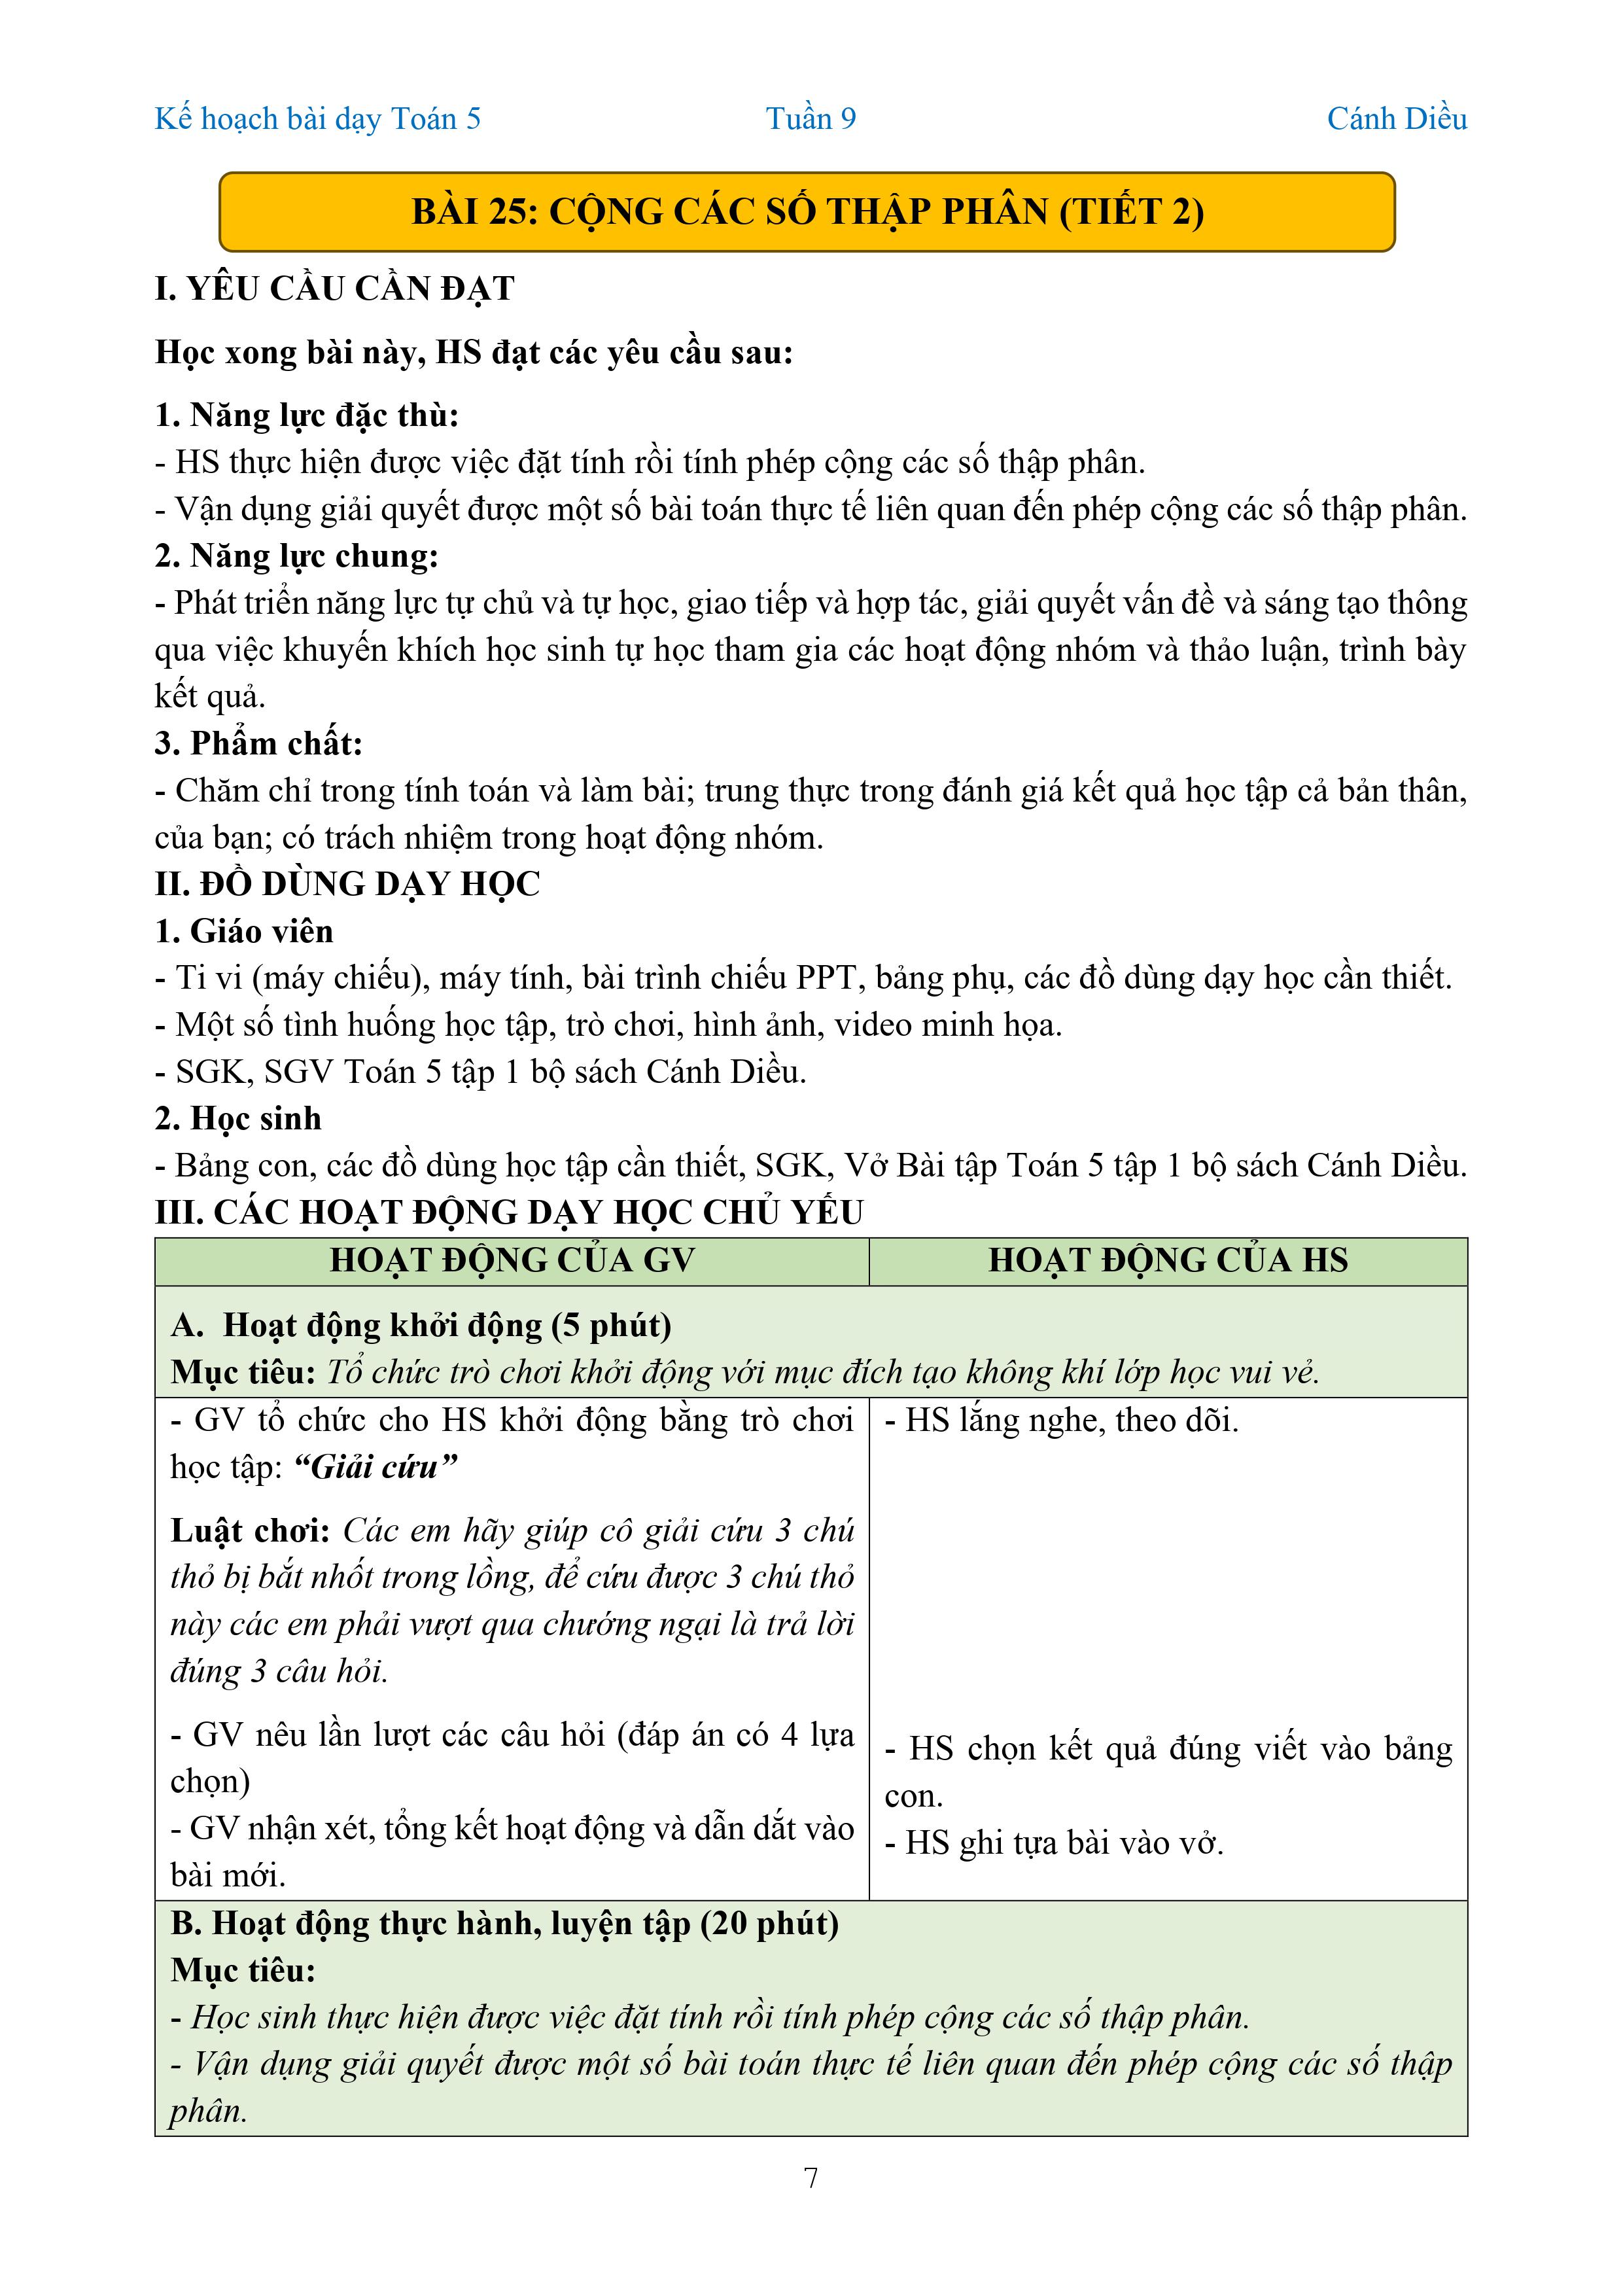 Kế hoạch bài dạy Toán 5 Tuần 9 Cánh Diều
BÀI 25: CỘNG CÁC SỐ THẬP PHÂN (TIẾT 2)
I. YÊU CẦU CẦN ĐẠT
Học xong bài này, HS đạt các yêu cầu sau:
1. Năng lực đặc thù:
- HS thực hiện được việc đặt tính rồi tính phép cộng các số thập phân.
- Vận dụng giải quyết được một số bài toán thực tế liên quan đến phép cộng các số thập phân.
2. Năng lực chung:
- Phát triển năng lực tự chủ và tự học, giao tiếp và hợp tác, giải quyết vấn đề và sáng tạo thông
qua việc khuyến khích học sinh tự học tham gia các hoạt động nhóm và thảo luận, trình bày
kết quả.
3. Phẩm chất:
- Chăm chỉ trong tính toán và làm bài; trung thực trong đánh giá kết quả học tập cả bản thân,
của bạn; có trách nhiệm trong hoạt động nhóm.
II. ĐỒ DÙNG DẠY HỌC
1. Giáo viên
- Ti vi (máy chiếu), máy tính, bài trình chiếu PPT, bảng phụ, các đồ dùng dạy học cần thiết.
- Một số tình huống học tập, trò chơi, hình ảnh, video minh họa.
- SGK, SGV Toán 5 tập 1 bộ sách Cánh Diều.
2. Học sinh
- Bảng con, các đồ dùng học tập cần thiết, SGK, Vở Bài tập Toán 5 tập 1 bộ sách Cánh Diều.
III. CÁC HOẠT ĐỘNG DẠY HỌC CHỦ YẾU
HOẠT ĐỘNG CỦA GV HOẠT ĐỘNG CỦA HS
A. Hoạt động khởi động (5 phút)
Mục tiêu: Tổ chức trò chơi khởi động với mục đích tạo không khí lớp học vui vẻ.
- GV tổ chức cho HS khởi động bằng trò chơi
học tập: “Giải cứu”
Luật chơi: Các em hãy giúp cô giải cứu 3 chú
thỏ bị bắt nhốt trong lồng, để cứu được 3 chú thỏ
này các em phải vượt qua chướng ngại là trả lời
đúng 3 câu hỏi.
- GV nêu lần lượt các câu hỏi (đáp án có 4 lựa
chọn)
- GV nhận xét, tổng kết hoạt động và dẫn dắt vào
bài mới.
- HS lắng nghe, theo dõi.
- HS chọn kết quả đúng viết vào bảng
con.
- HS ghi tựa bài vào vở.
B. Hoạt động thực hành, luyện tập (20 phút)
Mục tiêu:
- Học sinh thực hiện được việc đặt tính rồi tính phép cộng các số thập phân.
- Vận dụng giải quyết được một số bài toán thực tế liên quan đến phép cộng các số thập
phân.
7